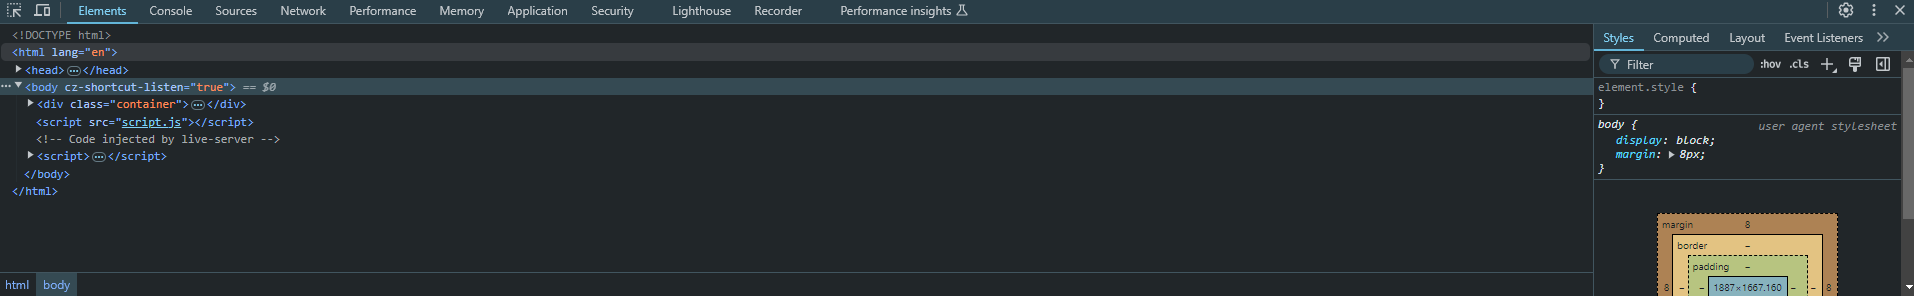 Elements Console Sources Network Performance Memory Application Security Lighthouse Recorder Performance insights
<!DOCTYPE html>
<html lang="en">
<head> … </head>
<body cz-shortcut-listen="true"> == $0
<div class="container"> … </div>
<script src="script.js"></script>
<!-- Code injected by live-server -->
<script> … </script>
</body>
</html>
html body
Styles Computed Layout Event Listeners
Filter :hov .cls
element.style {
}
body { user agent stylesheet
display: block;
margin: 8px;
}
margin 8
border –
padding –
8 – – 1887×1667.160 – – 8